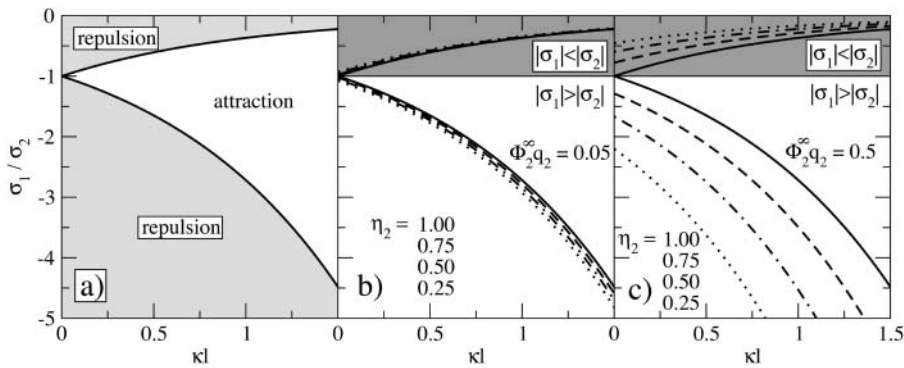 0
-1
-2
-3
-4
-5
σ₁ / σ₂
repulsion
attraction
repulsion
a)
0
0.5
1
κl
|σ₁|<|σ₂|
|σ₁|>|σ₂|
Φ₂^∞q₂ = 0.05
η₂ = 1.00
0.75
0.50
0.25
b)
0
0.5
1
κl
|σ₁|<|σ₂|
|σ₁|>|σ₂|
Φ₂^∞q₂ = 0.5
η₂ = 1.00
0.75
0.50
0.25
c)
0
0.5
1
1.5
κl